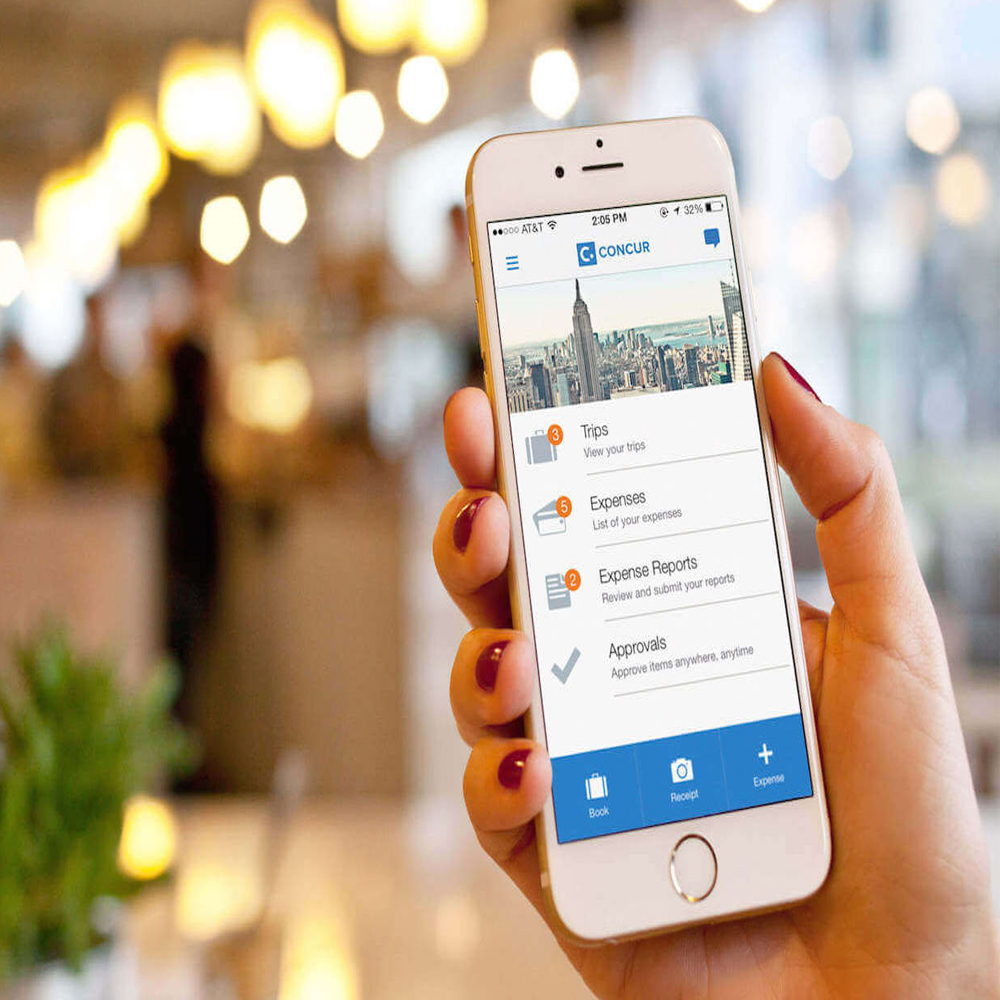 AT&T 2:05 PM 32%
C. CONCUR
3 Trips
View your trips
5 Expenses
List of your expenses
2 Expense Reports
Review and submit your reports
Approvals
Approve items anywhere, anytime
Book Receipt Expense